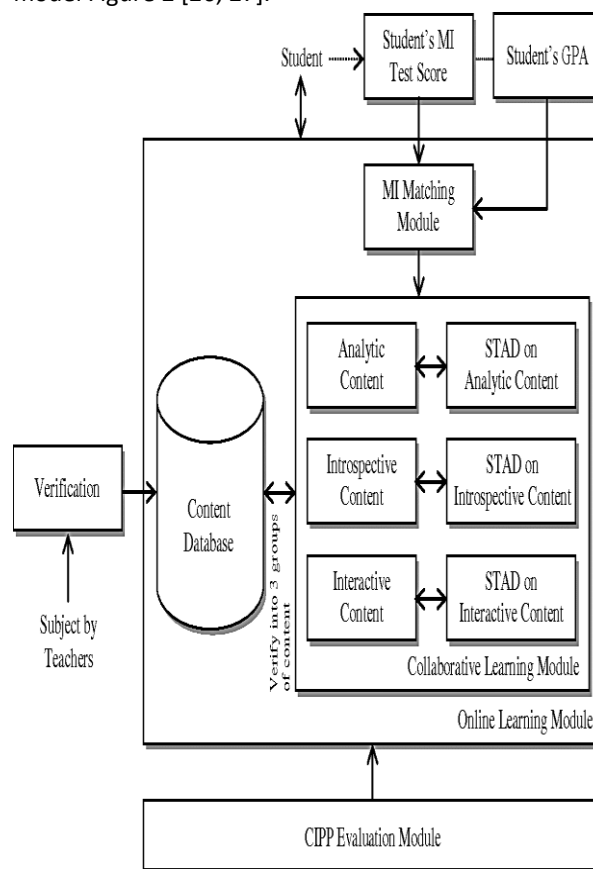 model Figure
Student
Student's MI
Test Score
Student's GPA
MI Matching
Module
Analytic
Content
STAD on
Analytic Content
Introspective
Content
STAD on
Introspective Content
Interactive
Content
STAD on
Interactive Content
Collaborative Learning Module
Verification
Content
Database
Verify into 3 groups
of content
Subject by
Teachers
Online Learning Module
CIPP Evaluation Module